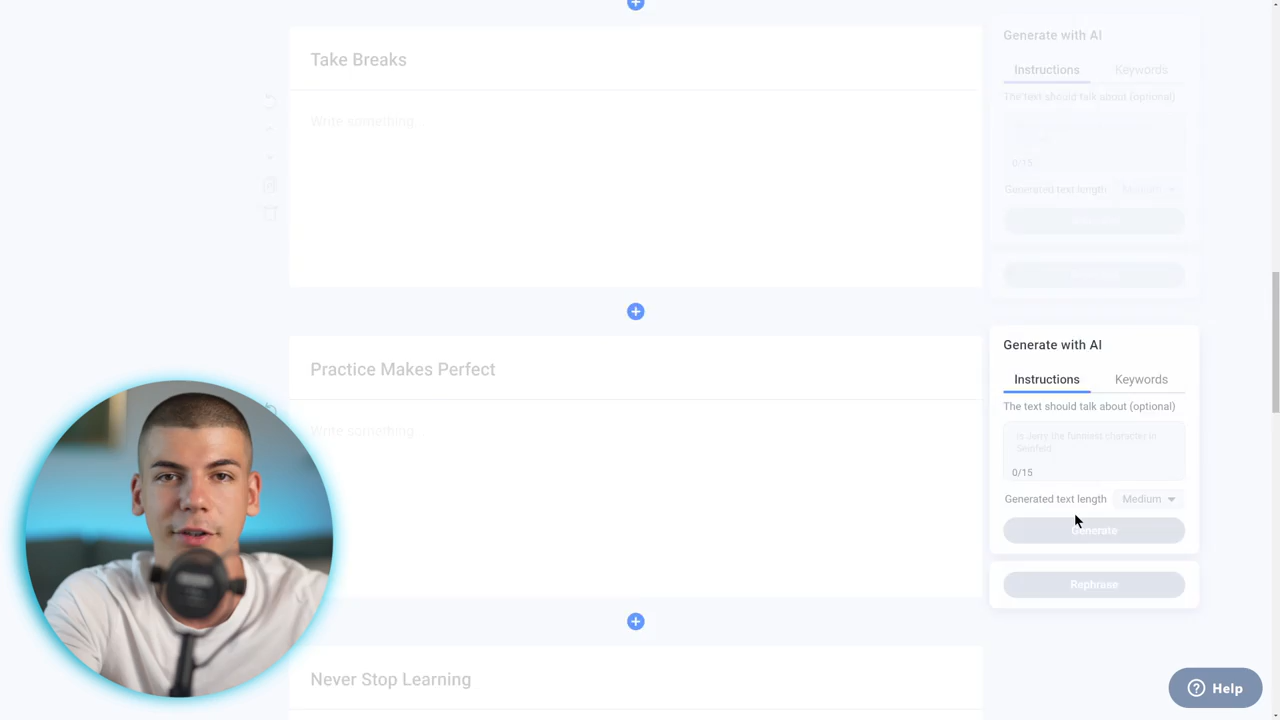 Take Breaks
Write something
Generate with AI
Instructions Keywords
The text should talk about (optional)
0/15
Generated text length Medium
Practice Makes Perfect
Write something
Generate with AI
Instructions Keywords
The text should talk about (optional)
is Jerry the funniest character in
Seinfeld
0/15
Generated text length Medium
Generate
Rephrase
Never Stop Learning
Help